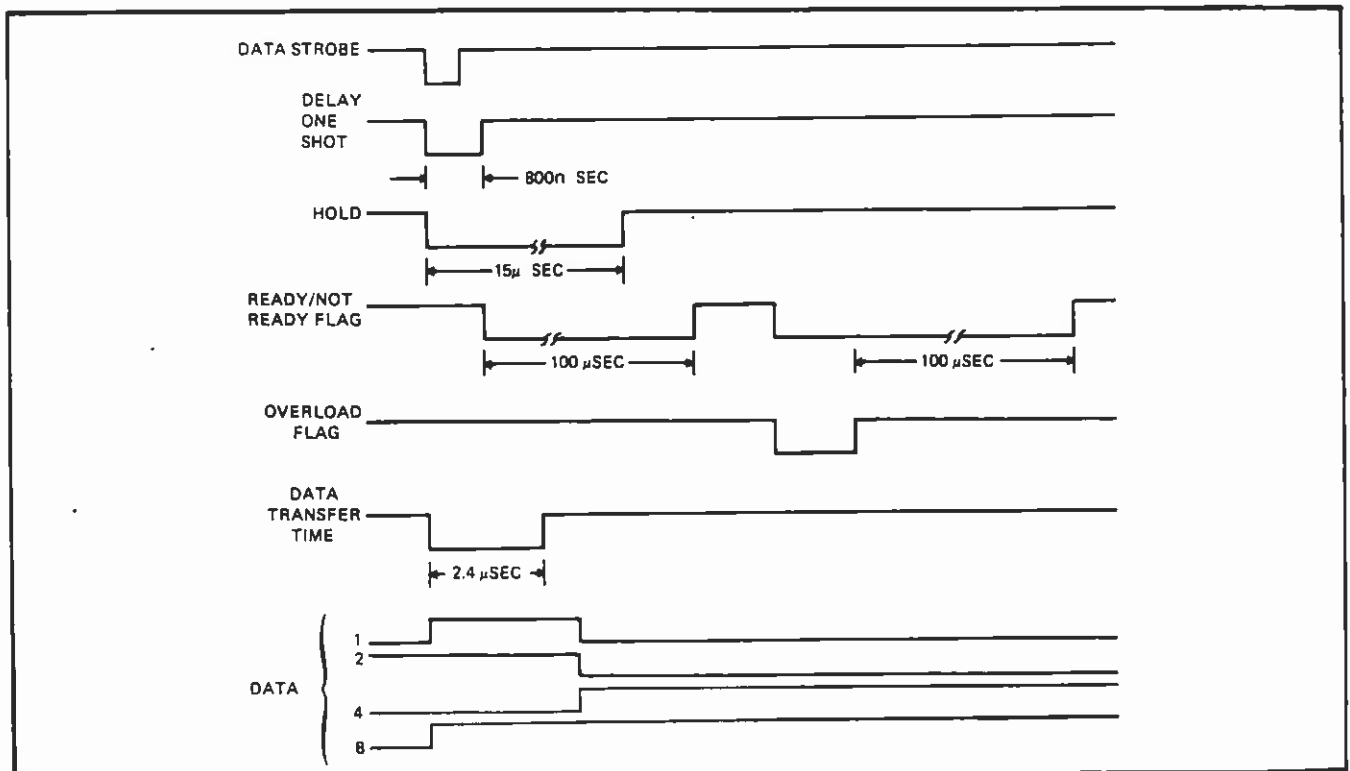 DATA STROBE
DELAY
ONE
SHOT
800n SEC
HOLD
15μ SEC
READY/NOT
READY FLAG
100 μSEC
100 μSEC
OVERLOAD
FLAG
DATA
TRANSFER
TIME
2.4 μSEC
DATA
1
2
4
8